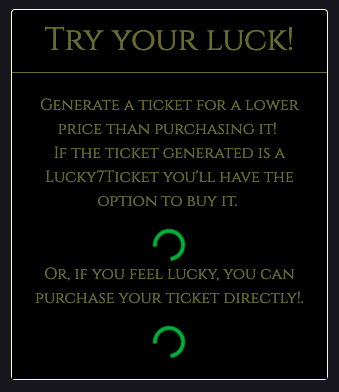 Try your luck!
Generate a ticket for a lower
price than purchasing it!
If the ticket generated is a
Lucky7Ticket you'll have the
option to buy it.
Or, if you feel lucky, you can
purchase your ticket directly!.